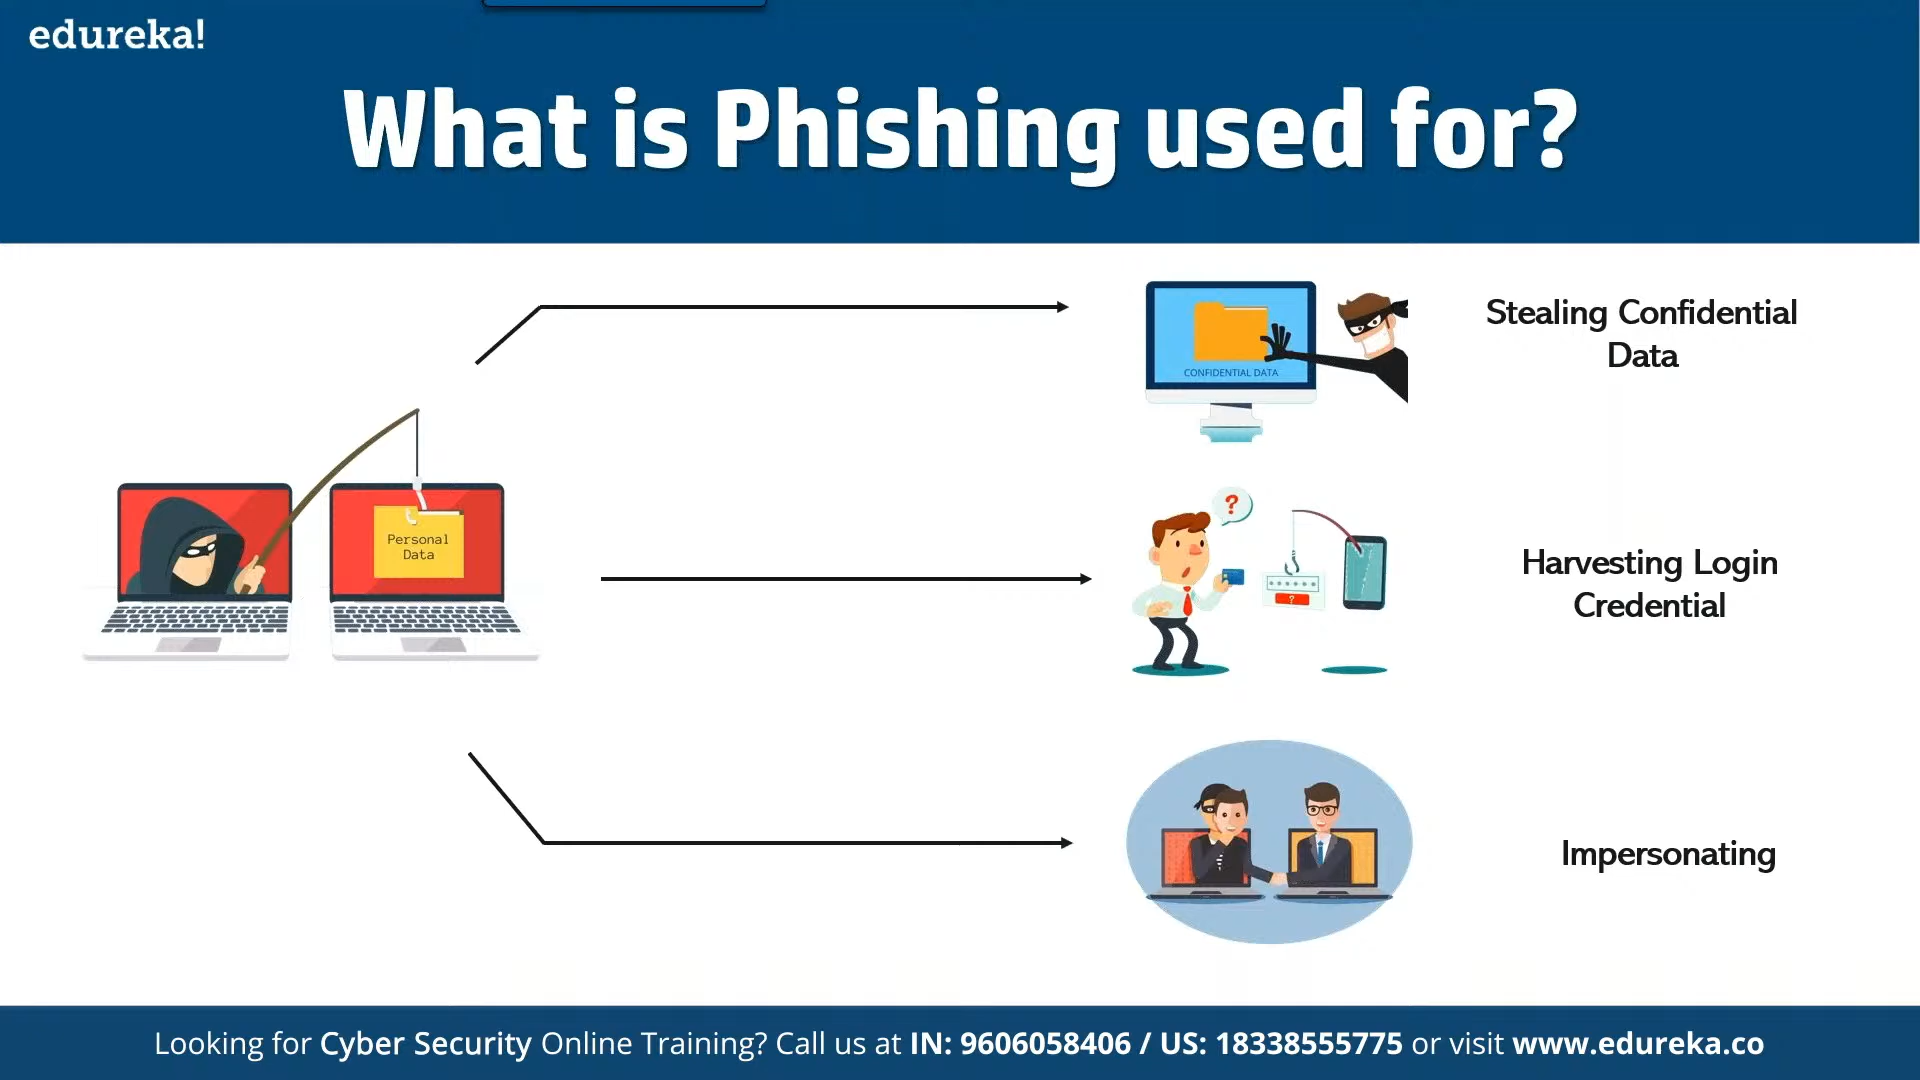 edureka!
What is Phishing used for?
CONFIDENTIAL DATA
Stealing Confidential
Data
Personal
Data
?
?
Harvesting Login
Credential
Impersonating
Looking for Cyber Security Online Training? Call us at IN: 9606058406 / US: 18338555775 or visit www.edureka.co